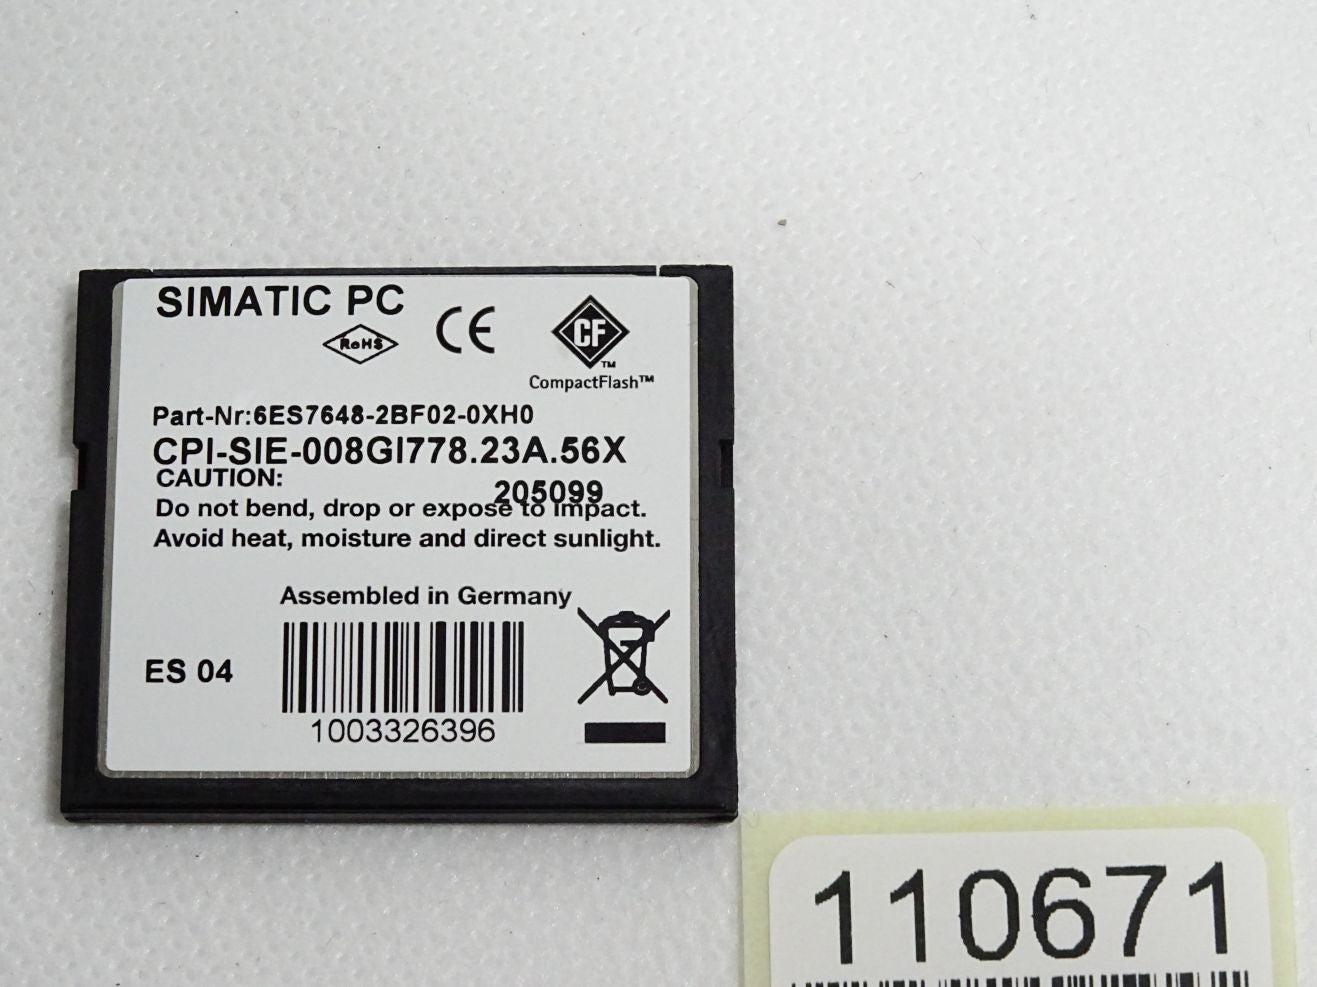 SIMATIC PC
RoHS
CE
CF
TM
CompactFlash™
Part-Nr:6ES7648-2BF02-0XH0
CPI-SIE-008GI778.23A.56X
CAUTION:
205099
Do not bend, drop or expose to impact.
Avoid heat, moisture and direct sunlight.
Assembled in Germany
ES 04
1003326396
110671